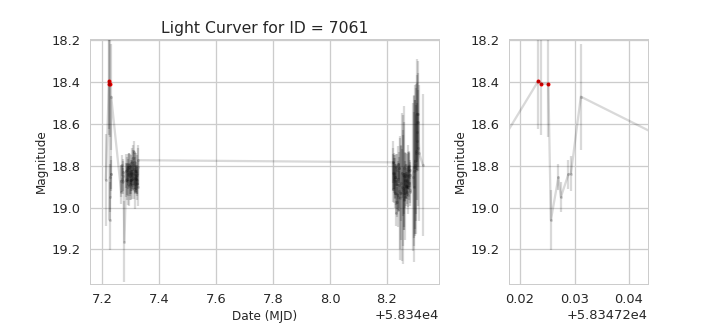 Light Curver for ID = 7061
Magnitude
18.2
18.4
18.6
18.8
19.0
19.2
7.2 7.4 7.6 7.8 8.0 8.2
Date (MJD)
+5.834e4
Magnitude
18.2
18.4
18.6
18.8
19.0
19.2
0.02 0.03 0.04
+5.83472e4